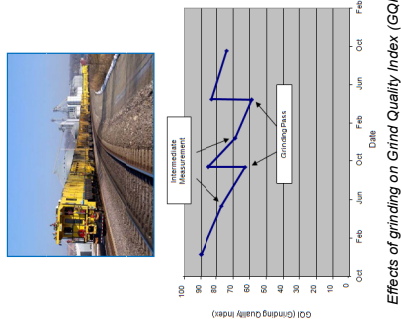 GQI (Grinding Quality Index)
100
90
80
70
60
50
40
30
20
10
0
Intermediate
Measurement
Grinding Pass
Oct
Feb
Jun
Oct
Feb
Jun
Oct
Feb
Date
Effects of grinding on Grind Quality Index (GQI